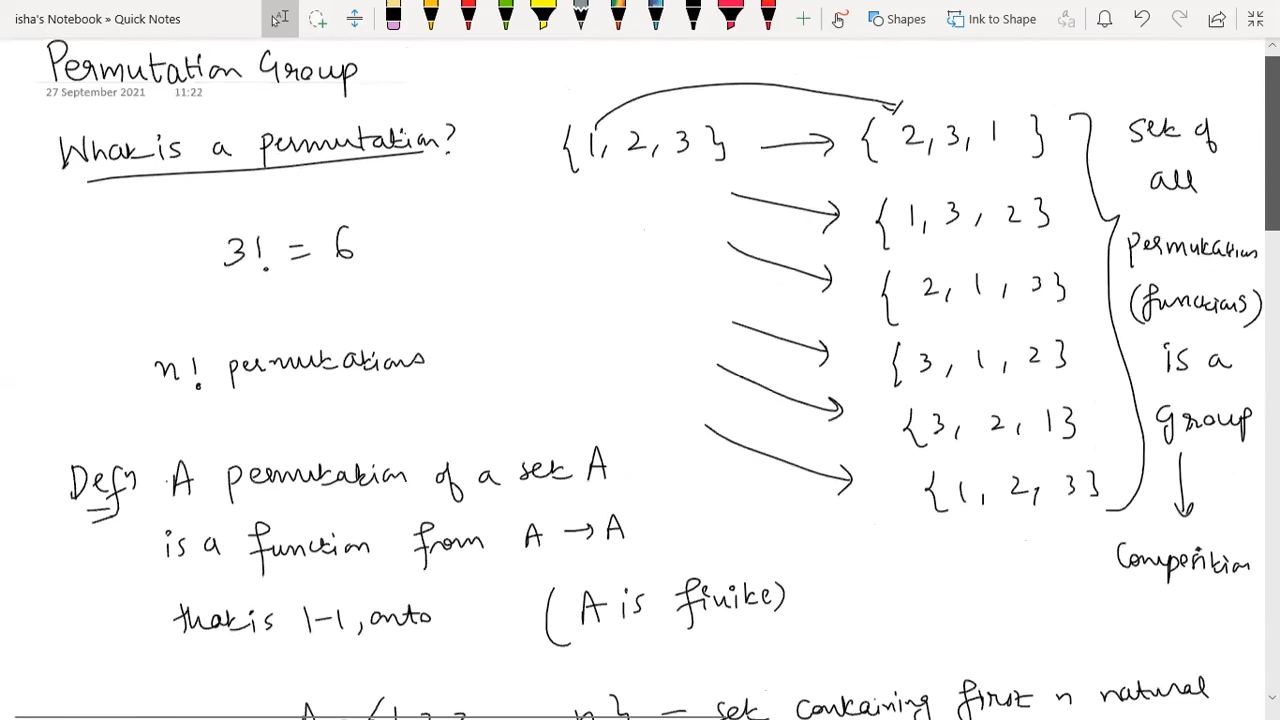 isha's Notebook » Quick Notes
Shapes
Ink to Shape
Permutation Group
27 September 2021 11:22
What is a permutation?
{1, 2, 3} → { 2, 3, 1 }
→ { 1, 3, 2 }
→ { 2, 1, 3 }
→ { 3, 1, 2 }
→ { 3, 2, 1 }
→ { 1, 2, 3 }
set of
all
permutations
(functions)
is a
group
↓
Composition
3! = 6
n! permutations
Defn A permutation of a set A
is a function from A → A
that is 1-1, onto (A is finite)
n} - set containing first n natural